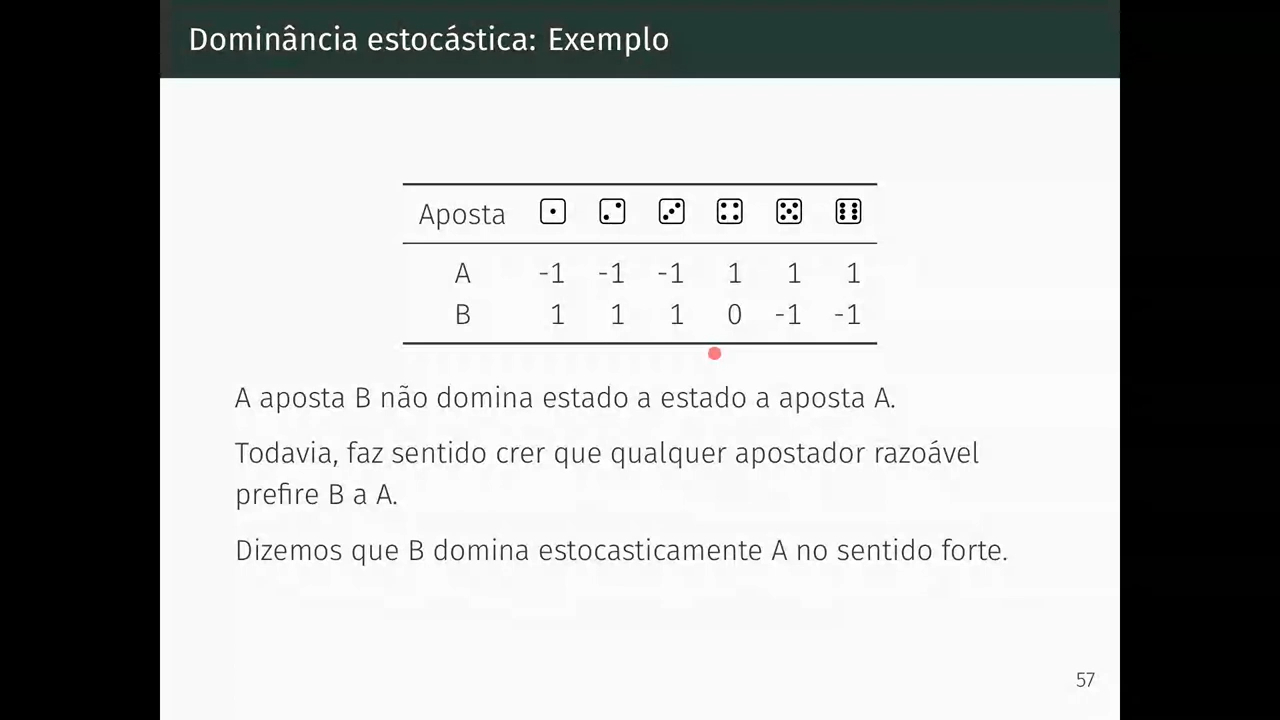 Dominância estocástica: Exemplo
Aposta ⚀ ⚁ ⚂ ⚃ ⚄ ⚅
A -1 -1 -1 1 1 1
B 1 1 1 0 -1 -1
A aposta B não domina estado a estado a aposta A.
Todavia, faz sentido crer que qualquer apostador razoável
prefire B a A.
Dizemos que B domina estocasticamente A no sentido forte.
57